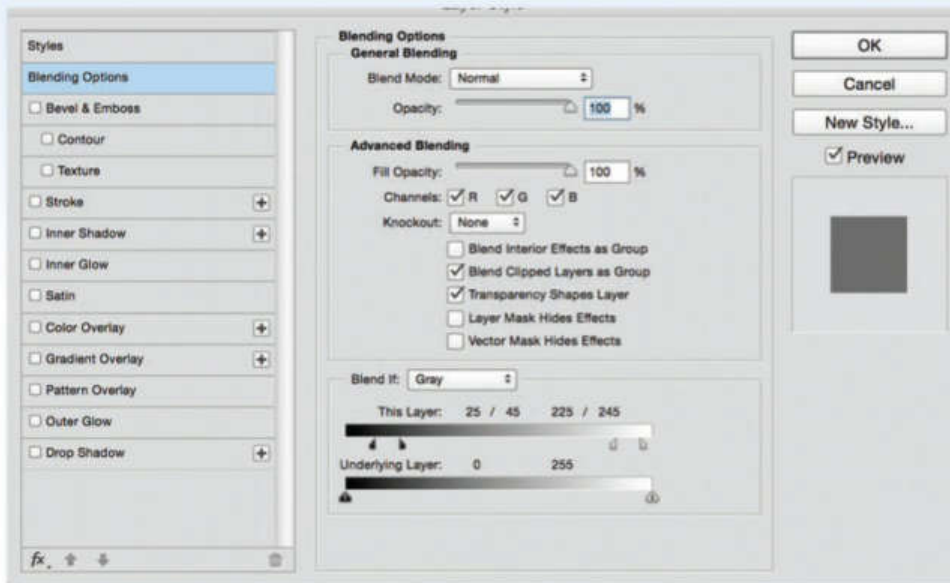 Layer Style
Styles
Blending Options
Bevel & Emboss
Contour
Texture
Stroke
Inner Shadow
Inner Glow
Satin
Color Overlay
Gradient Overlay
Pattern Overlay
Outer Glow
Drop Shadow
fx
Blending Options
General Blending
Blend Mode: Normal
Opacity: 100 %
Advanced Blending
Fill Opacity: 100 %
Channels: R G B
Knockout: None
Blend Interior Effects as Group
Blend Clipped Layers as Group
Transparency Shapes Layer
Layer Mask Hides Effects
Vector Mask Hides Effects
Blend If: Gray
This Layer: 25 / 45 225 / 245
Underlying Layer: 0 255
OK
Cancel
New Style...
Preview